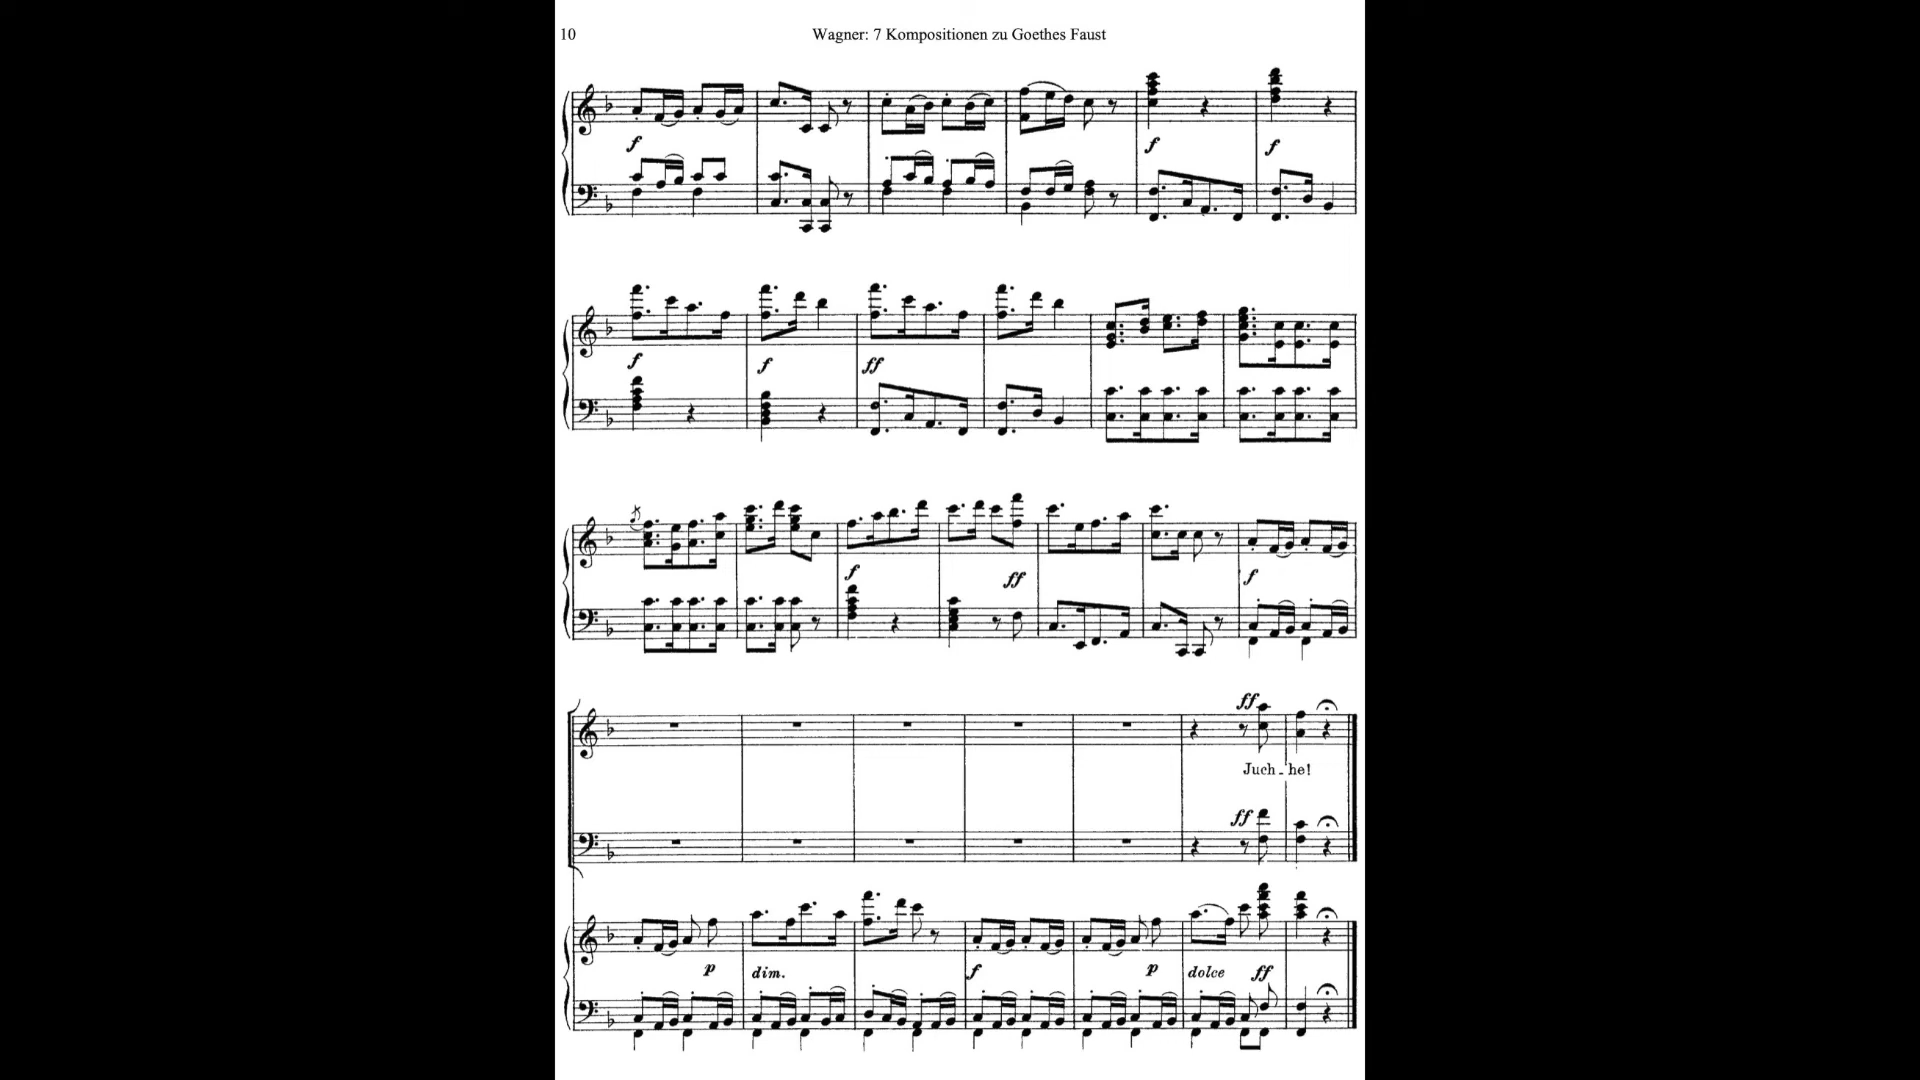 10 Wagner: 7 Kompositionen zu Goethes Faust
f f f
f f ff
f ff f
ff
Juch - he!
ff
p dim. f p dolce ff